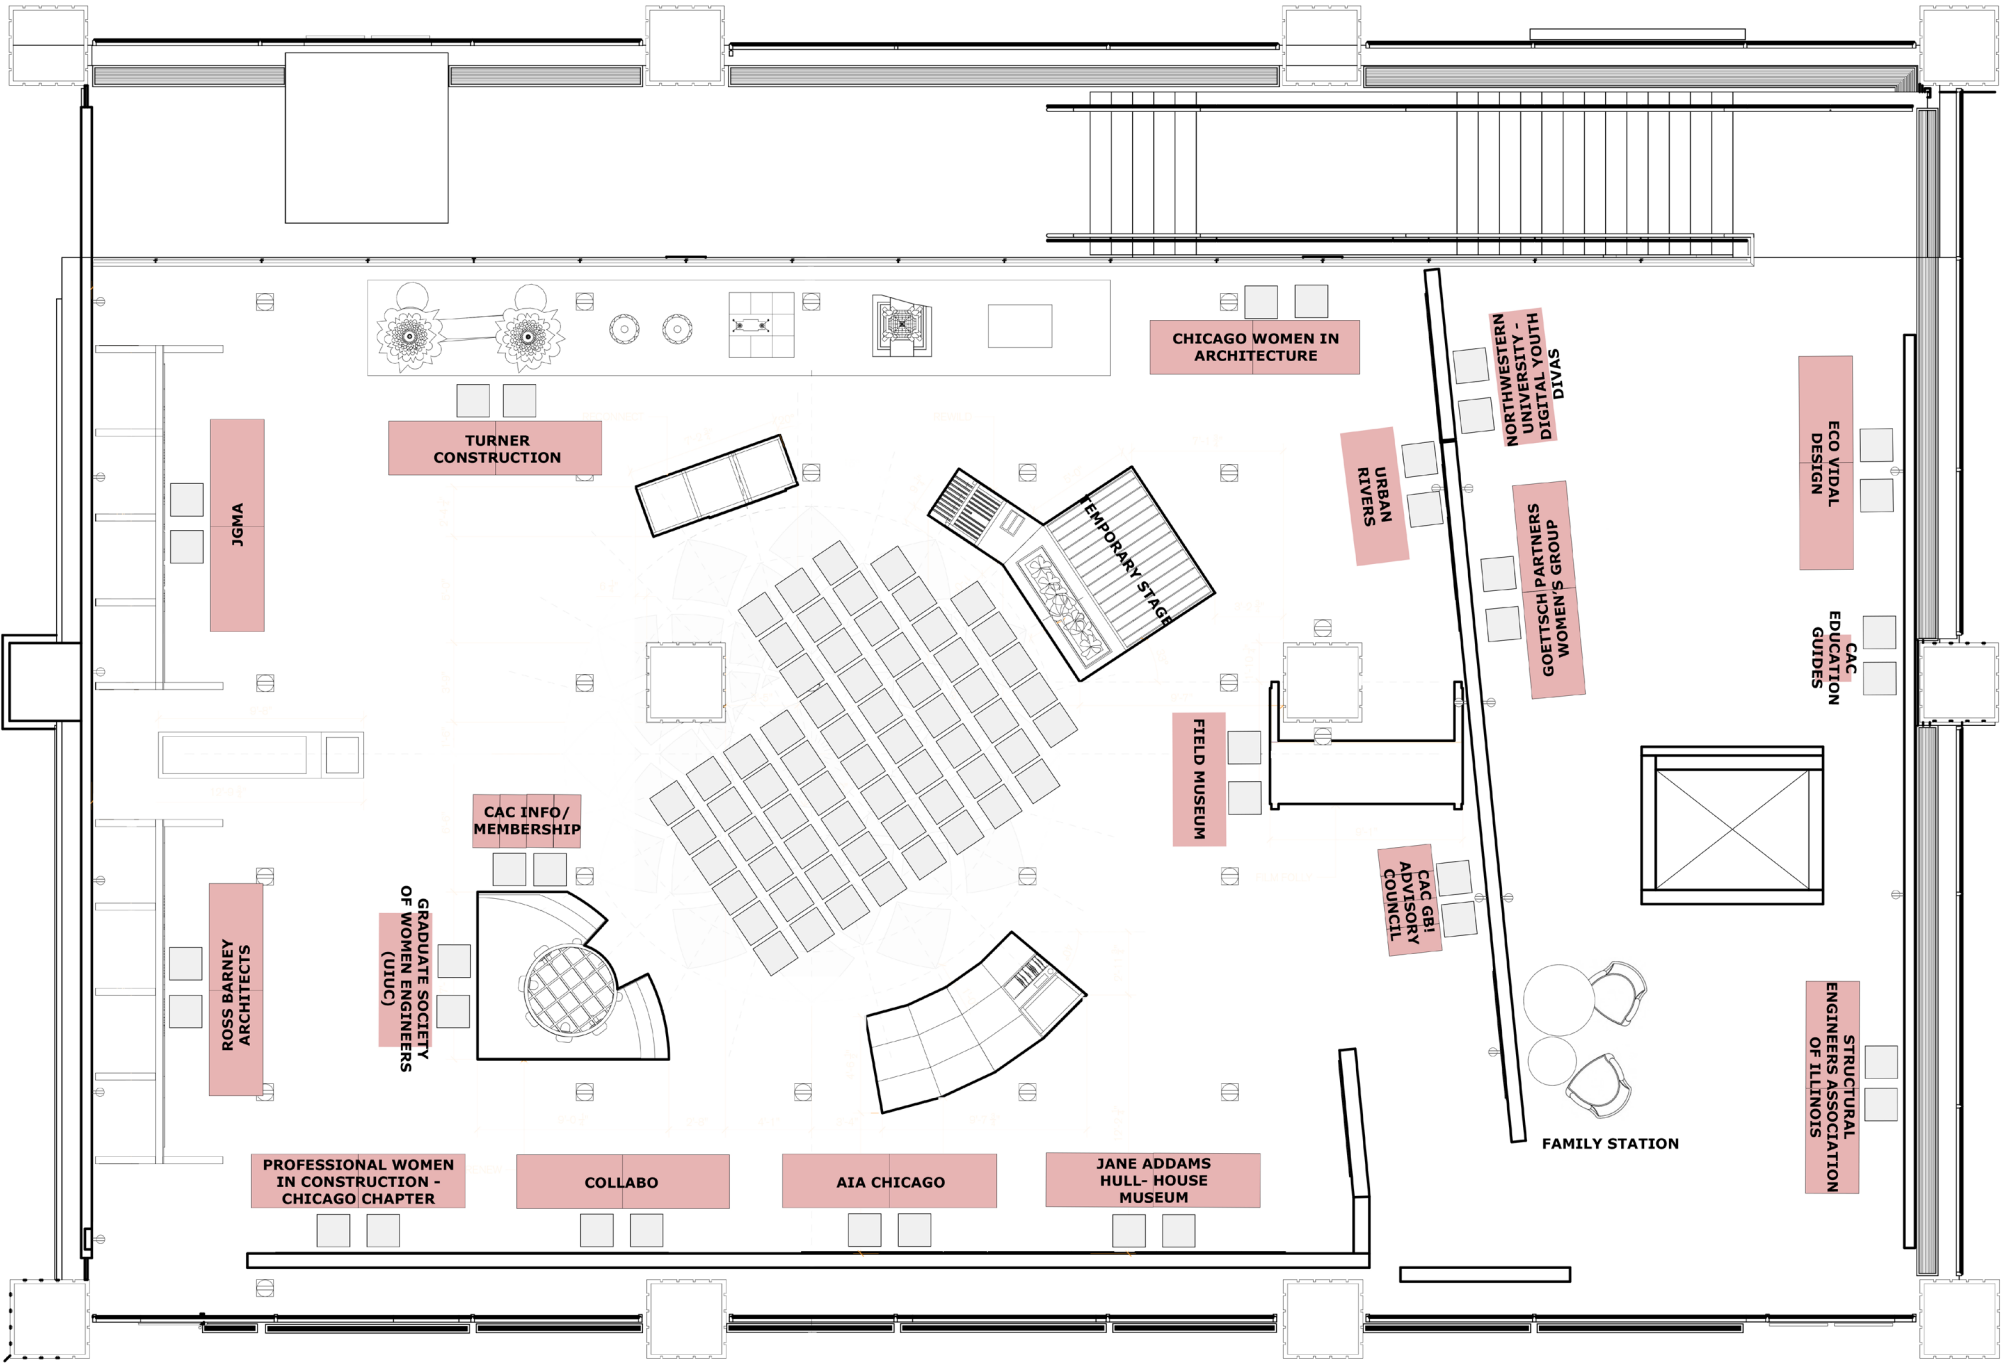 CHICAGO WOMEN IN
ARCHITECTURE
NORTHWESTERN
UNIVERSITY -
DIGITAL YOUTH
DIVAS
TURNER
CONSTRUCTION
ECO VIDAL
DESIGN
JGMA
URBAN
RIVERS
TEMPORARY STAGE
GOETTSCH PARTNERS
WOMEN'S GROUP
CAC
EDUCATION
GUIDES
FIELD MUSEUM
CAC INFO/
MEMBERSHIP
CAC GB!
ADVISORY
COUNCIL
GRADUATE SOCIETY
OF WOMEN ENGINEERS
(UIUC)
ROSS BARNEY
ARCHITECTS
STRUCTURAL
ENGINEERS ASSOCIATION
OF ILLINOIS
FAMILY STATION
PROFESSIONAL WOMEN
IN CONSTRUCTION -
CHICAGO CHAPTER
COLLABO
AIA CHICAGO
JANE ADDAMS
HULL- HOUSE
MUSEUM